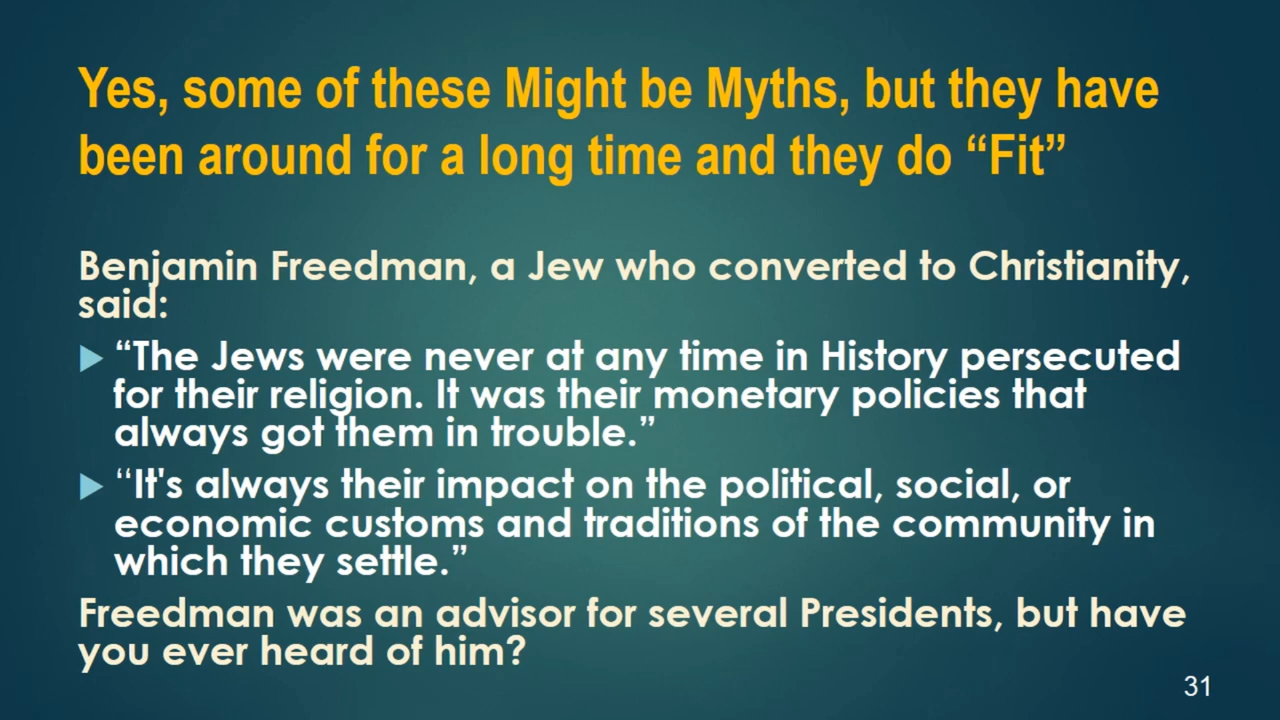 Yes, some of these Might be Myths, but they have
been around for a long time and they do “Fit”
Benjamin Freedman, a Jew who converted to Christianity,
said:
“The Jews were never at any time in History persecuted
for their religion. It was their monetary policies that
always got them in trouble.”
“It's always their impact on the political, social, or
economic customs and traditions of the community in
which they settle.”
Freedman was an advisor for several Presidents, but have
you ever heard of him?
31